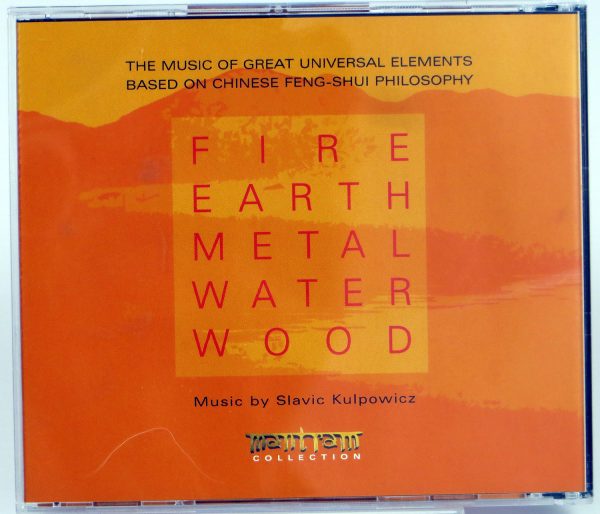 THE MUSIC OF GREAT UNIVERSAL ELEMENTS
BASED ON CHINESE FENG-SHUI PHILOSOPHY
FIRE
EARTH
METAL
WATER
WOOD
Music by Slavic Kulpowicz
mantram
COLLECTION